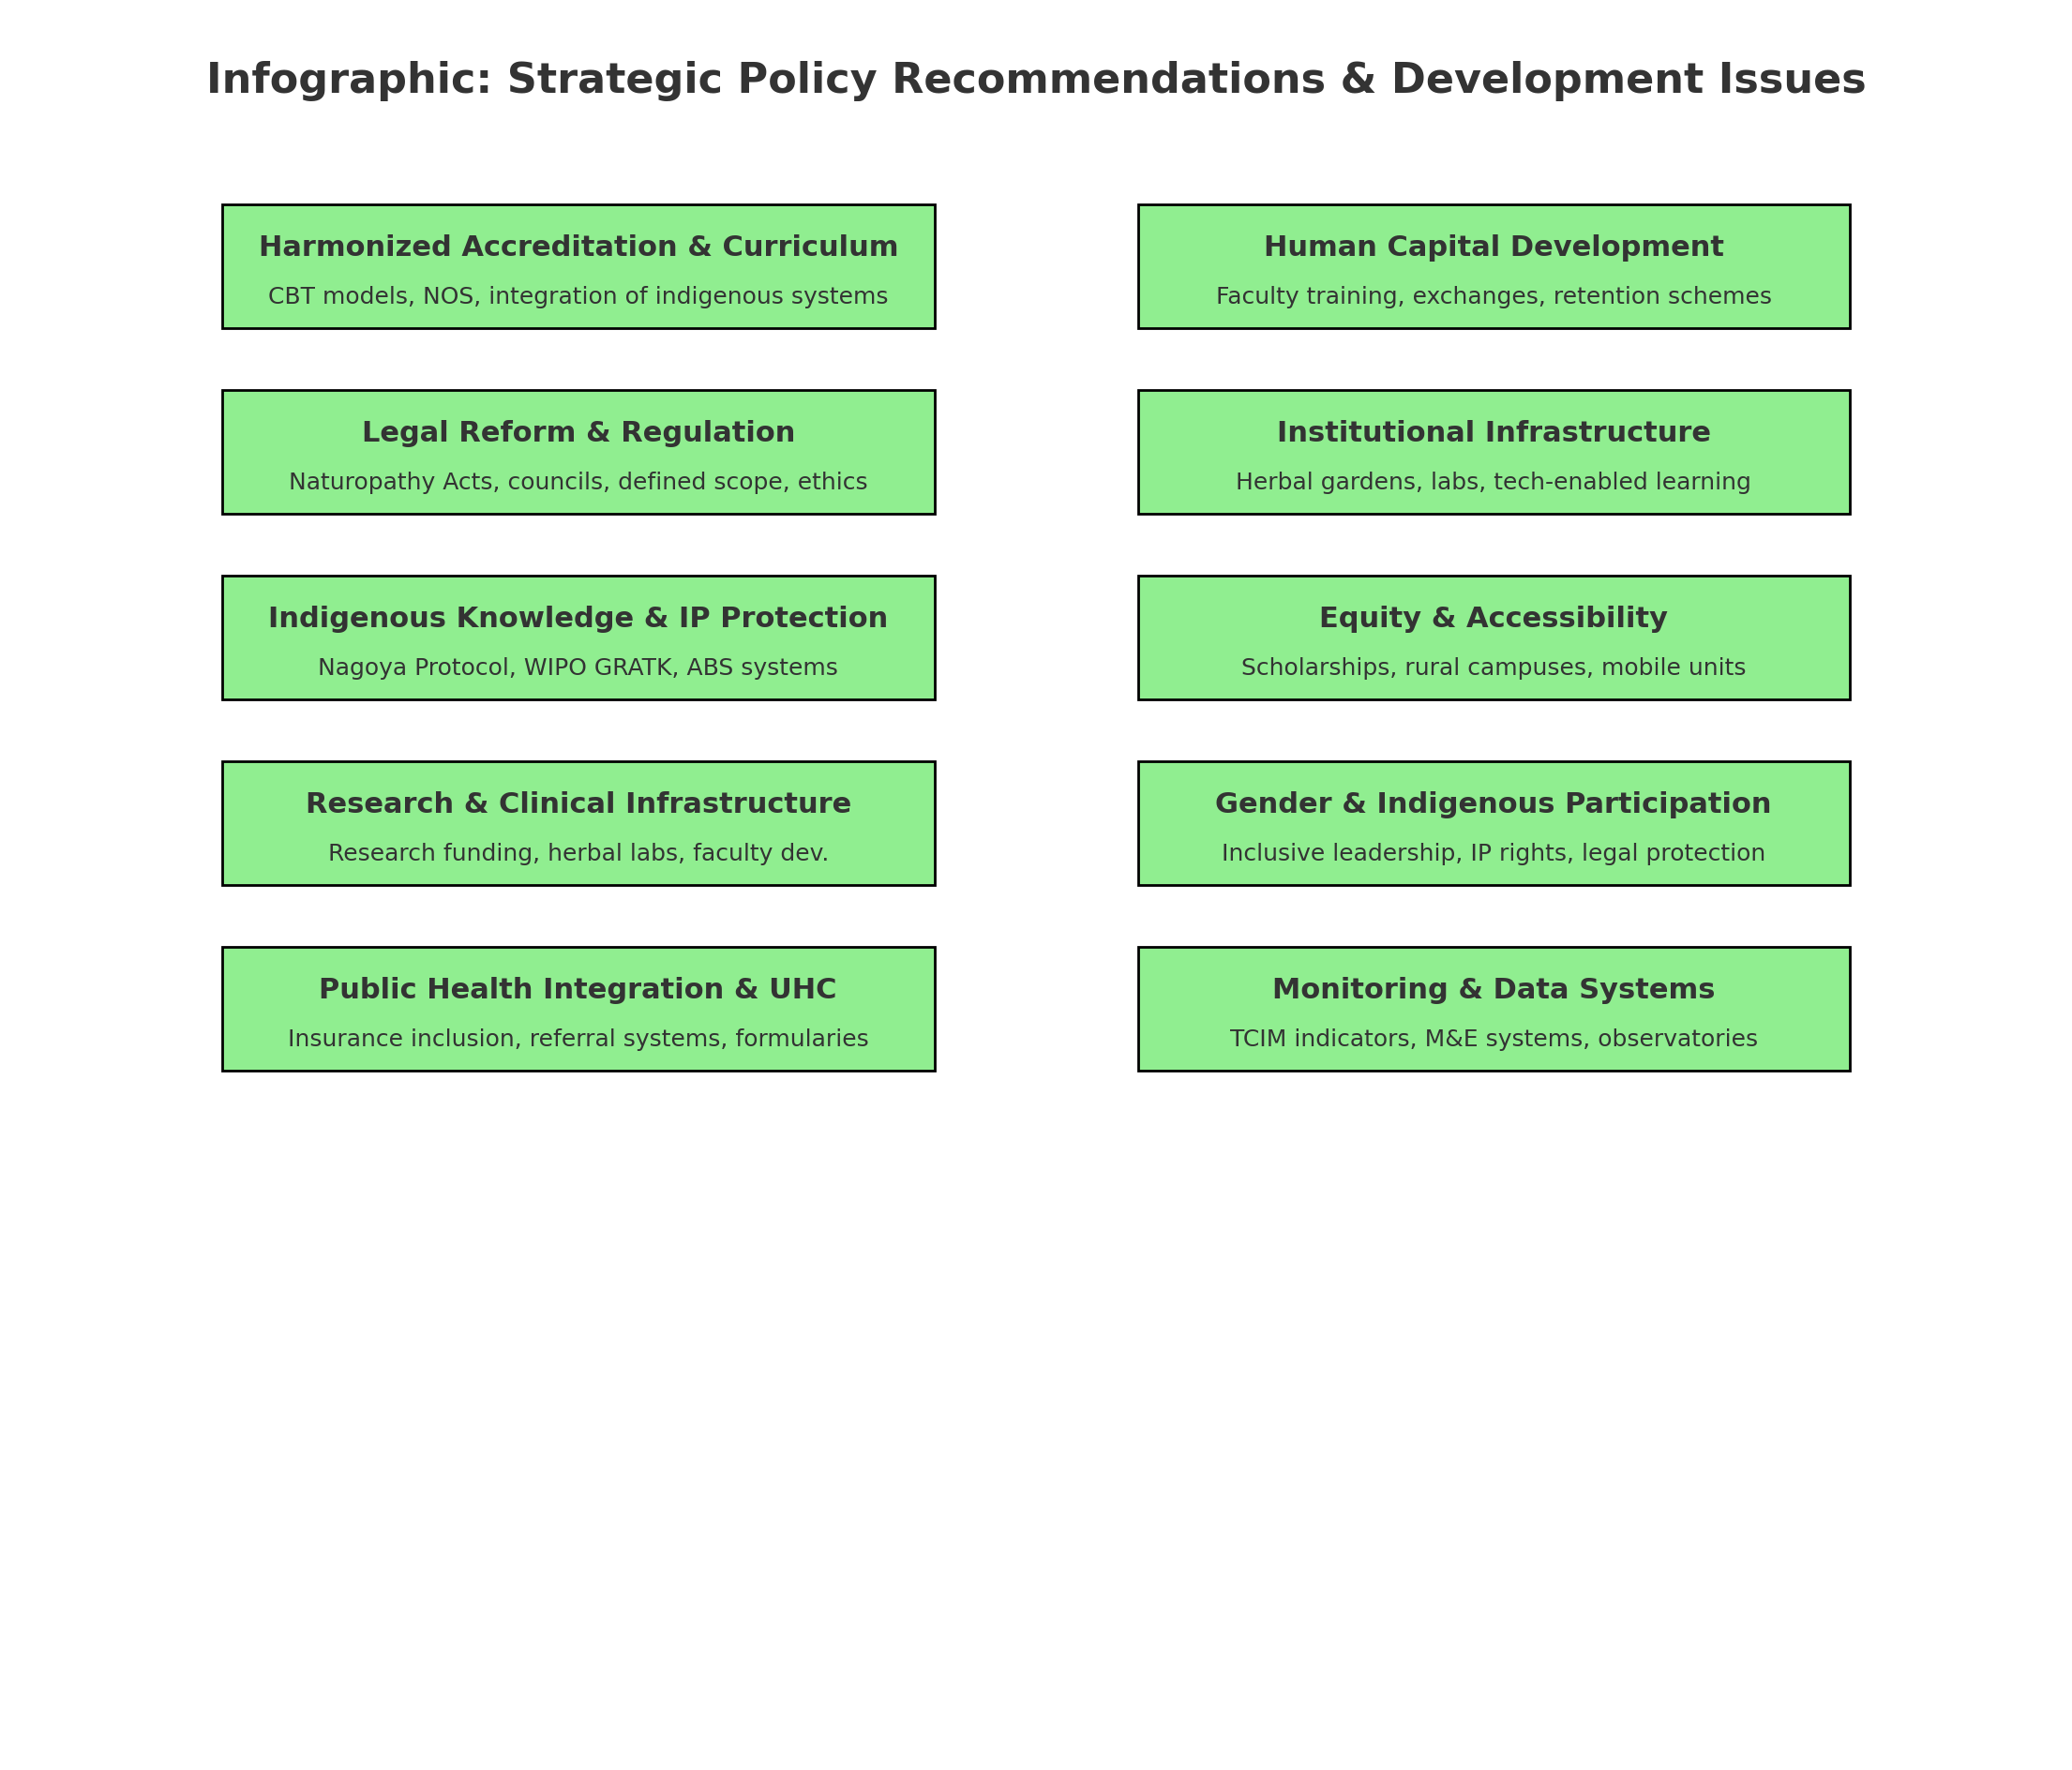 Infographic: Strategic Policy Recommendations & Development Issues
Harmonized Accreditation & Curriculum
CBT models, NOS, integration of indigenous systems
Human Capital Development
Faculty training, exchanges, retention schemes
Legal Reform & Regulation
Naturopathy Acts, councils, defined scope, ethics
Institutional Infrastructure
Herbal gardens, labs, tech-enabled learning
Indigenous Knowledge & IP Protection
Nagoya Protocol, WIPO GRATK, ABS systems
Equity & Accessibility
Scholarships, rural campuses, mobile units
Research & Clinical Infrastructure
Research funding, herbal labs, faculty dev.
Gender & Indigenous Participation
Inclusive leadership, IP rights, legal protection
Public Health Integration & UHC
Insurance inclusion, referral systems, formularies
Monitoring & Data Systems
TCIM indicators, M&E systems, observatories